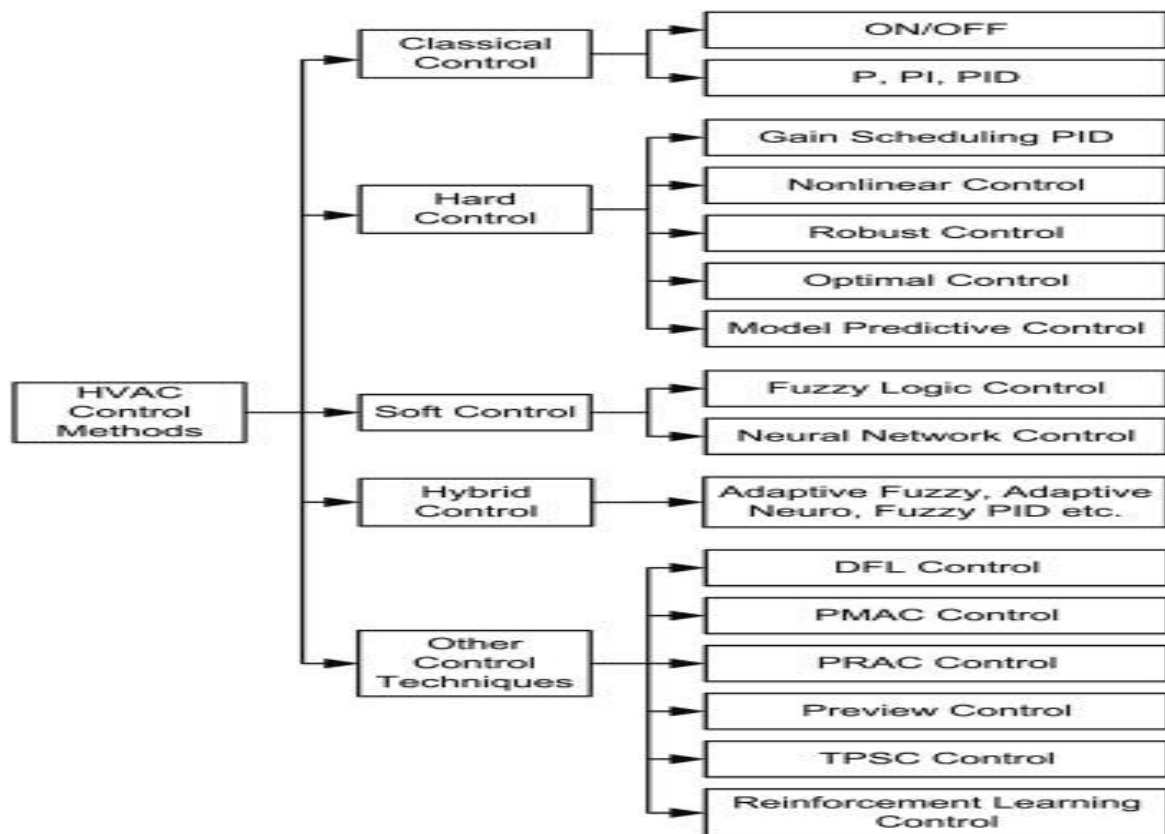 HVAC
Control
Methods
Classical
Control
ON/OFF
P, PI, PID
Hard
Control
Gain Scheduling PID
Nonlinear Control
Robust Control
Optimal Control
Model Predictive Control
Soft Control
Fuzzy Logic Control
Neural Network Control
Hybrid
Control
Adaptive Fuzzy, Adaptive
Neuro, Fuzzy PID etc.
Other
Control
Techniques
DFL Control
PMAC Control
PRAC Control
Preview Control
TPSC Control
Reinforcement Learning
Control